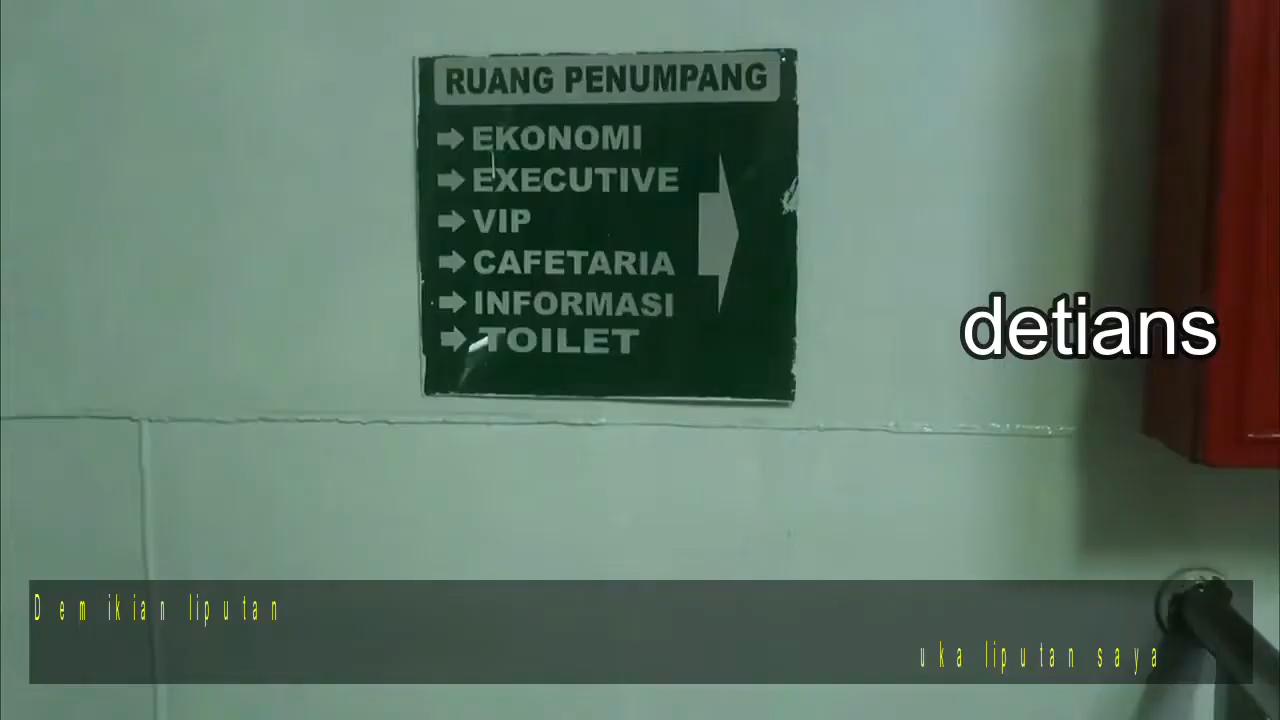 RUANG PENUMPANG
EKONOMI
EXECUTIVE
VIP
CAFETARIA
INFORMASI
TOILET
detians
Demikian liputan
uka liputan saya